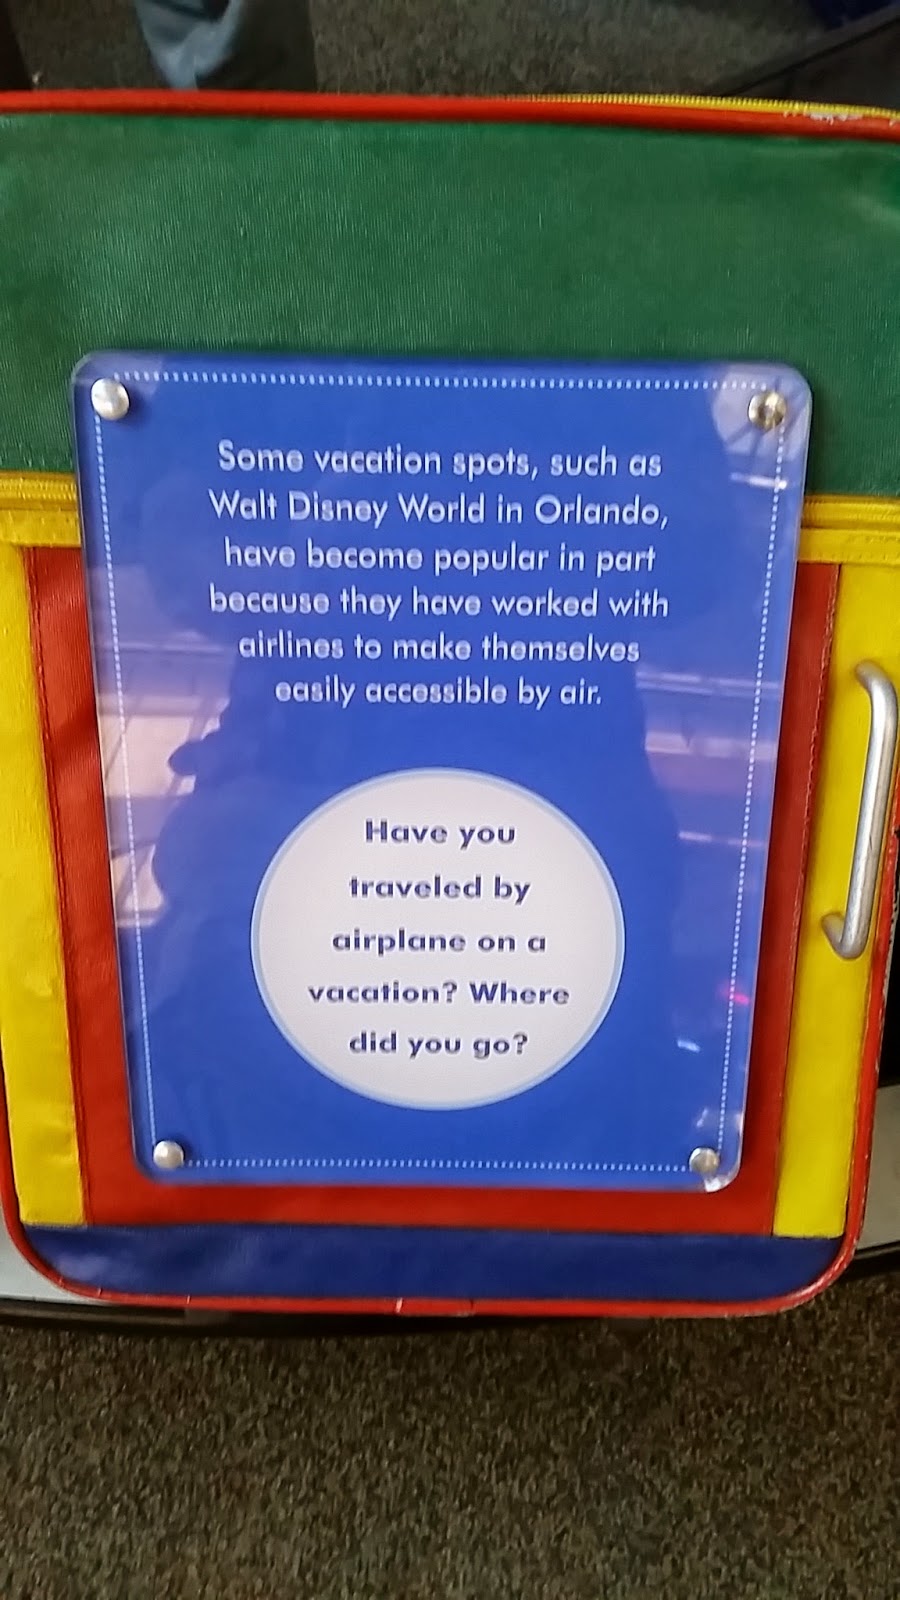 Some vacation spots, such as
Walt Disney World in Orlando,
have become popular in part
because they have worked with
airlines to make themselves
easily accessible by air.
Have you
traveled by
airplane on a
vacation? Where
did you go?